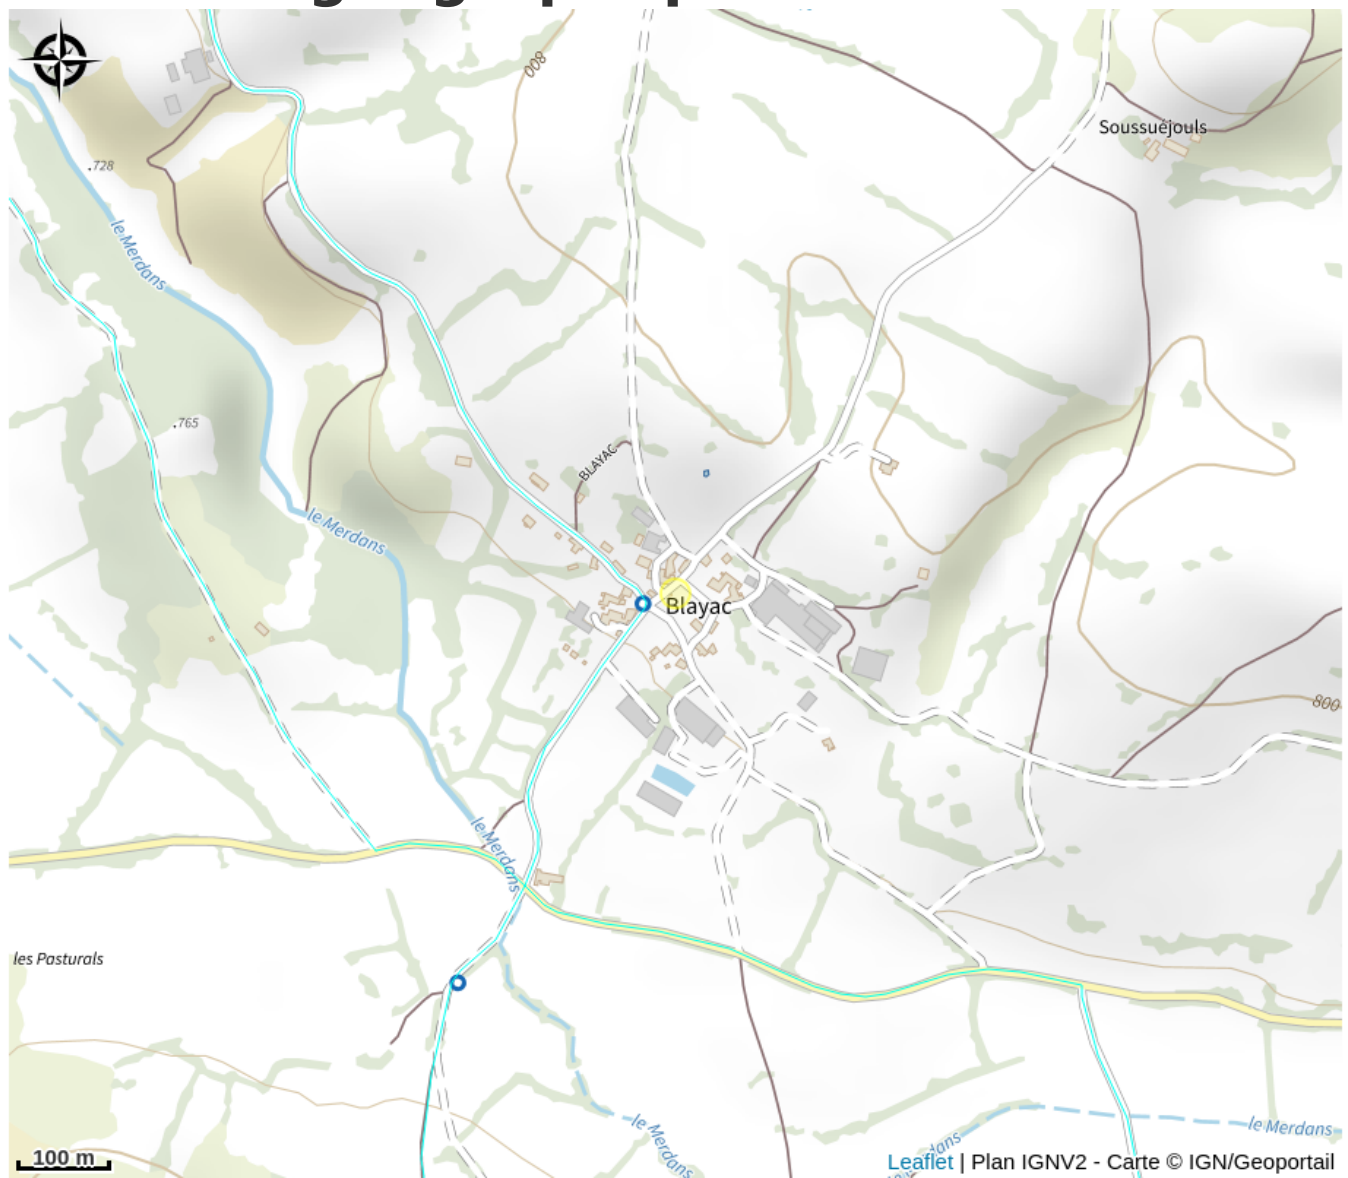 800
Soussuéjouls
.728
le Merdans
.765
BLAYAC
le Merdans
Blayac
800
le Merdans
les Pasturals
le Merdans
le Merdans
100 m
Leaflet | Plan IGNV2 - Carte © IGN/Geoportail